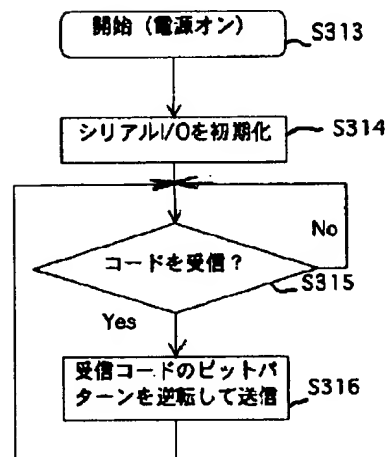 開始（電源オン）
S313
シリアルI/Oを初期化
S314
No
コードを受信？
S315
Yes
受信コードのビットパ
ターンを逆転して送信
S316